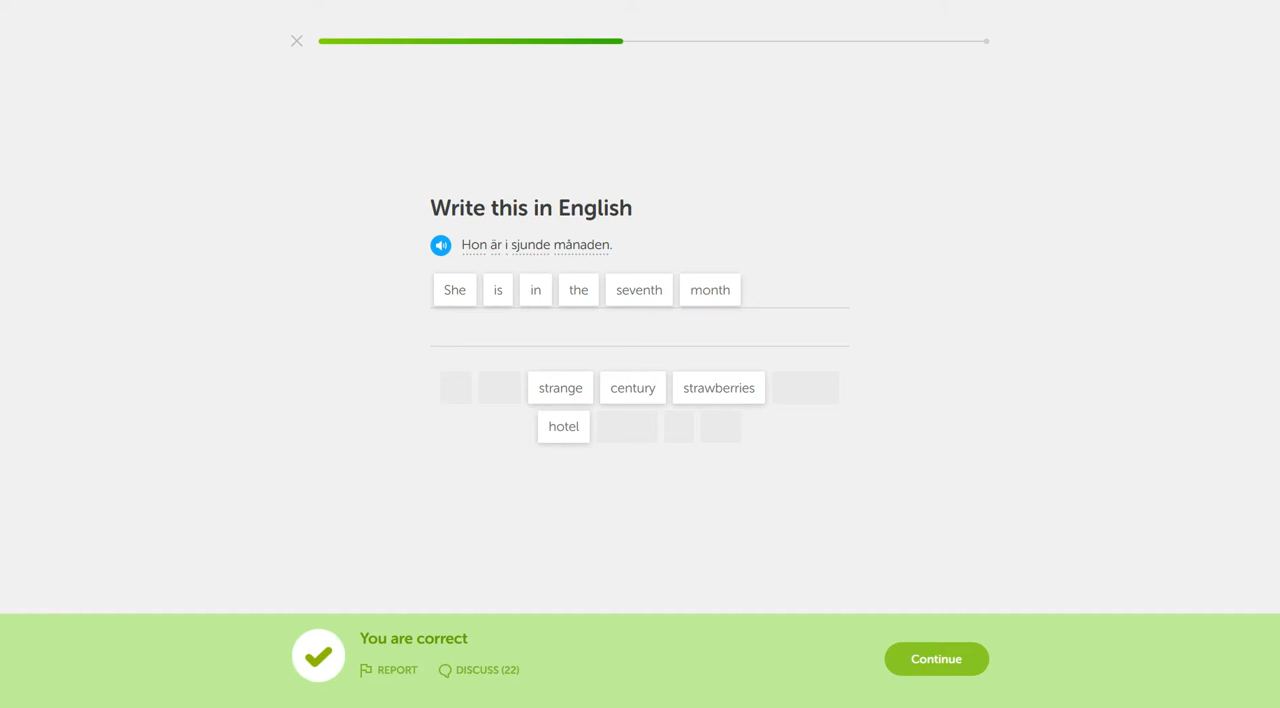 Write this in English
Hon är i sjunde månaden.
She is in the seventh month
strange century strawberries
hotel
You are correct
REPORT DISCUSS (22)
Continue